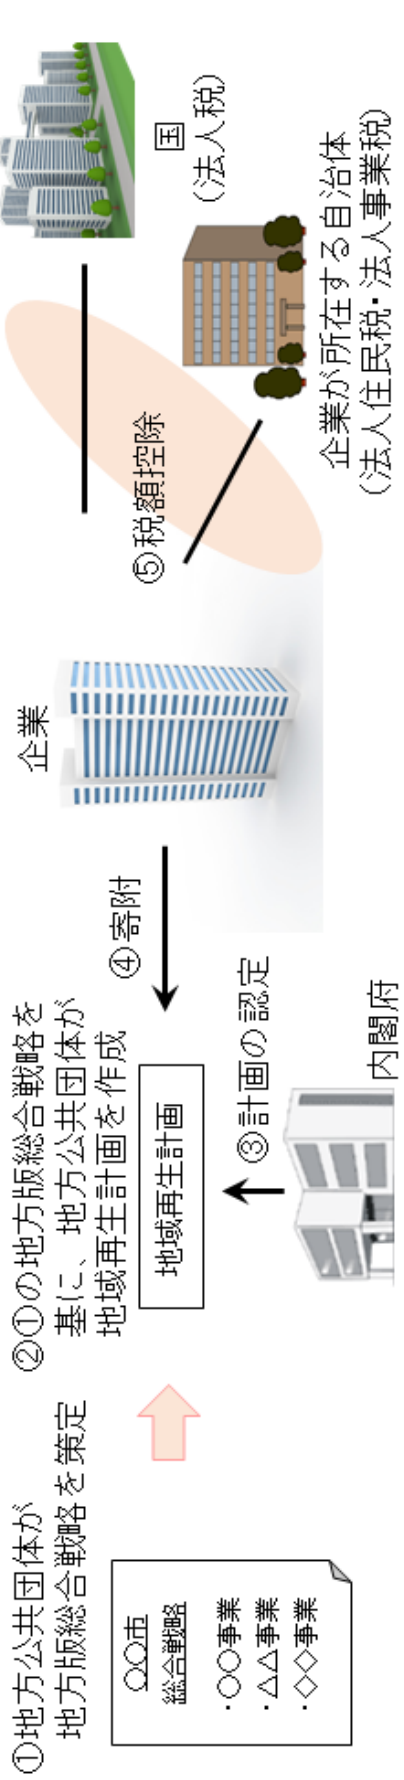 ①地方公共団体が
地方版総合戦略を策定
〇〇市
総合戦略
・〇〇事業
・△△事業
・◇◇事業
②①の地方版総合戦略を
基に、地方公共団体が
地域再生計画を作成
地域再生計画
③計画の認定
内閣府
④寄附
企業
⑤税額控除
国
（法人税）
企業が所在する自治体
（法人住民税・法人事業税）